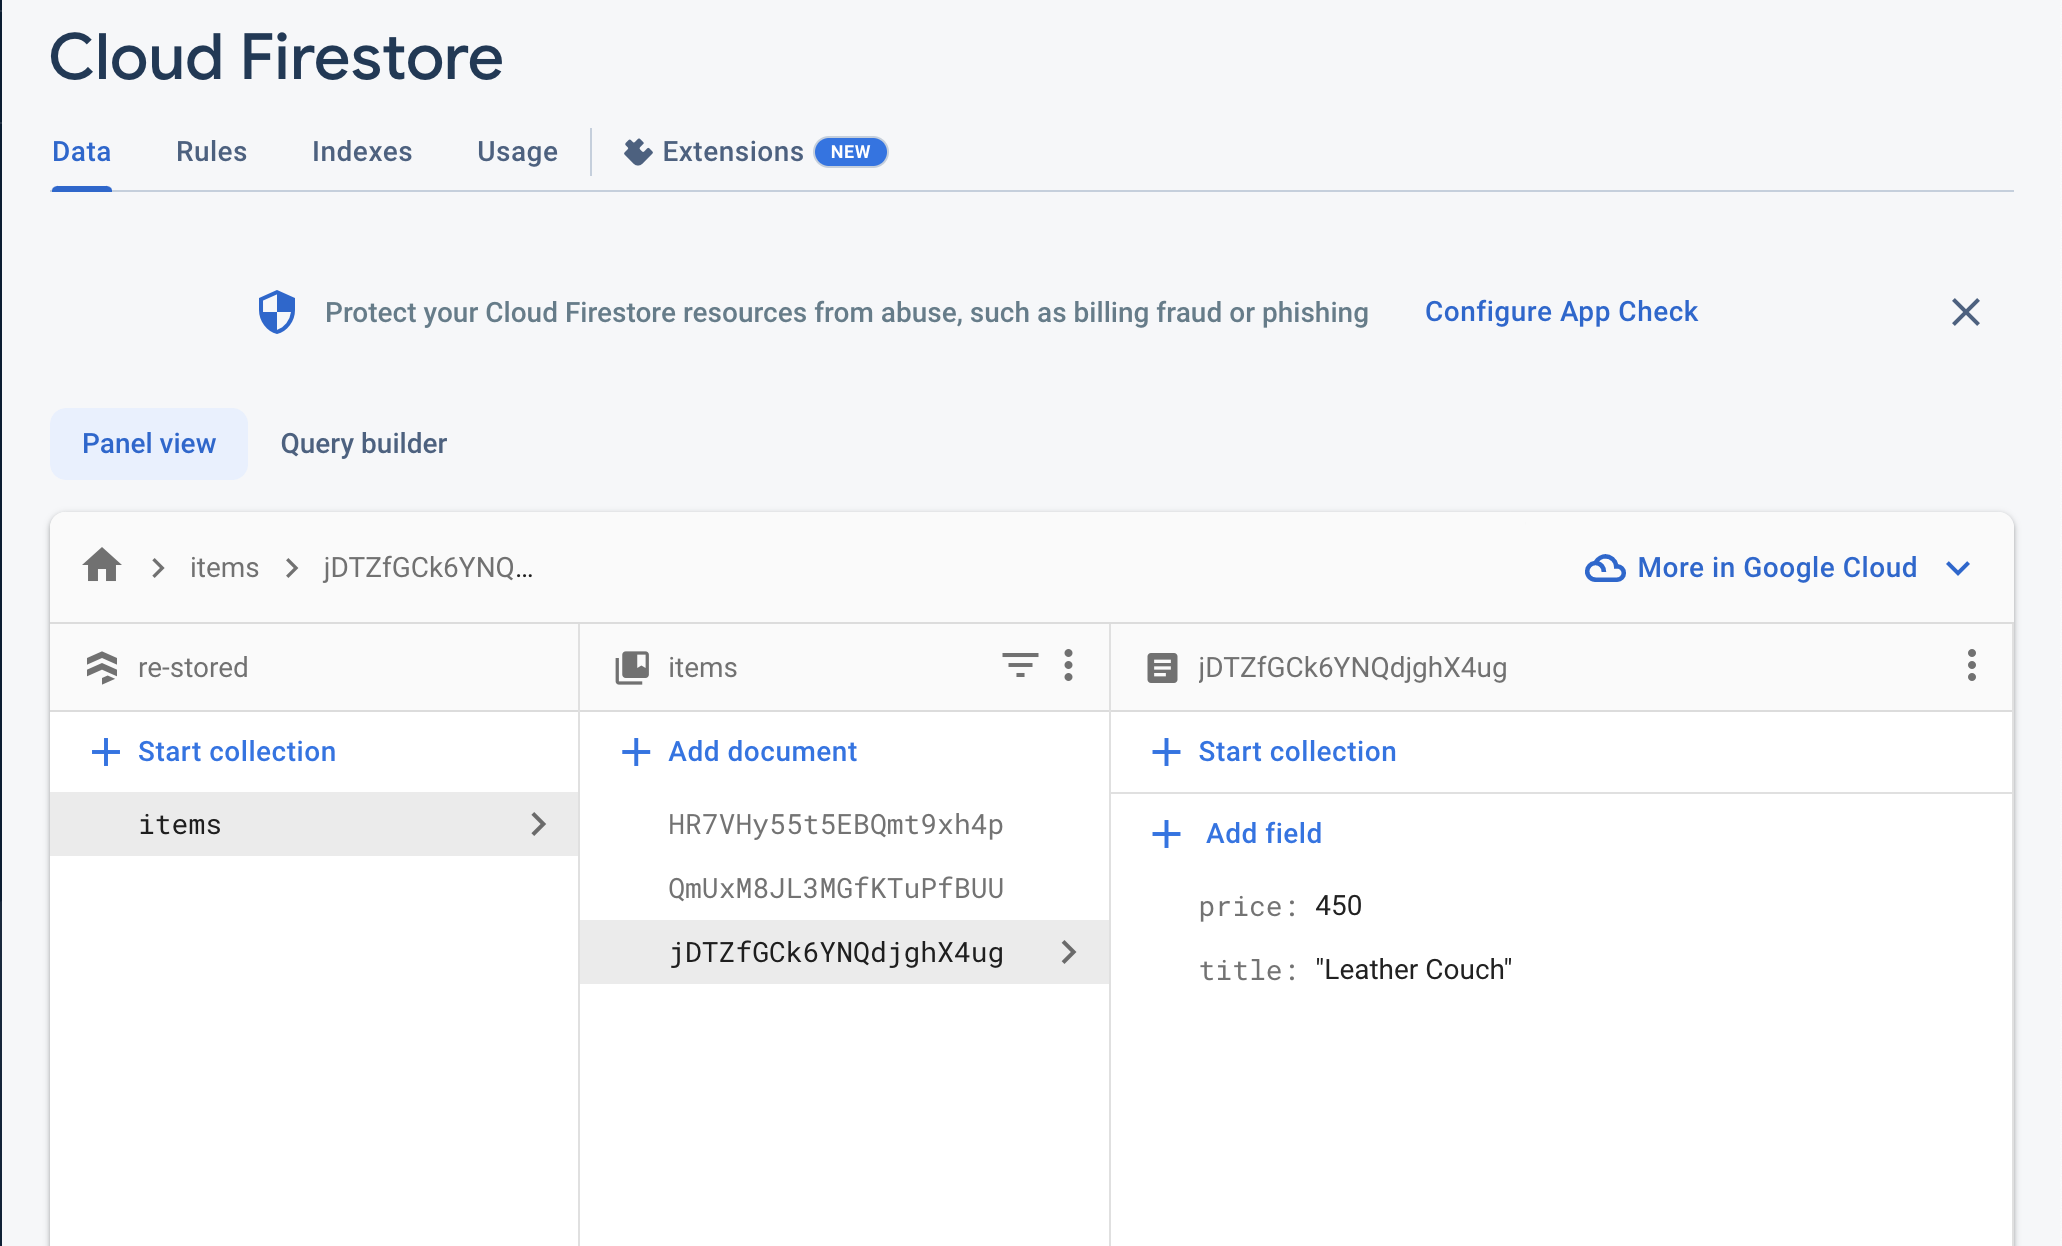 Cloud Firestore
Data Rules Indexes Usage Extensions NEW
Protect your Cloud Firestore resources from abuse, such as billing fraud or phishing Configure App Check
Panel view Query builder
items jDTZfGCk6YNQ... More in Google Cloud
re-stored items jDTZfGCk6YNQdjghX4ug
Start collection Add document Start collection
items HR7VHy55t5EBQmt9xh4p Add field
QmUxM8JL3MGfKTuPfBUU price: 450
jDTZfGCk6YNQdjghX4ug title: "Leather Couch"